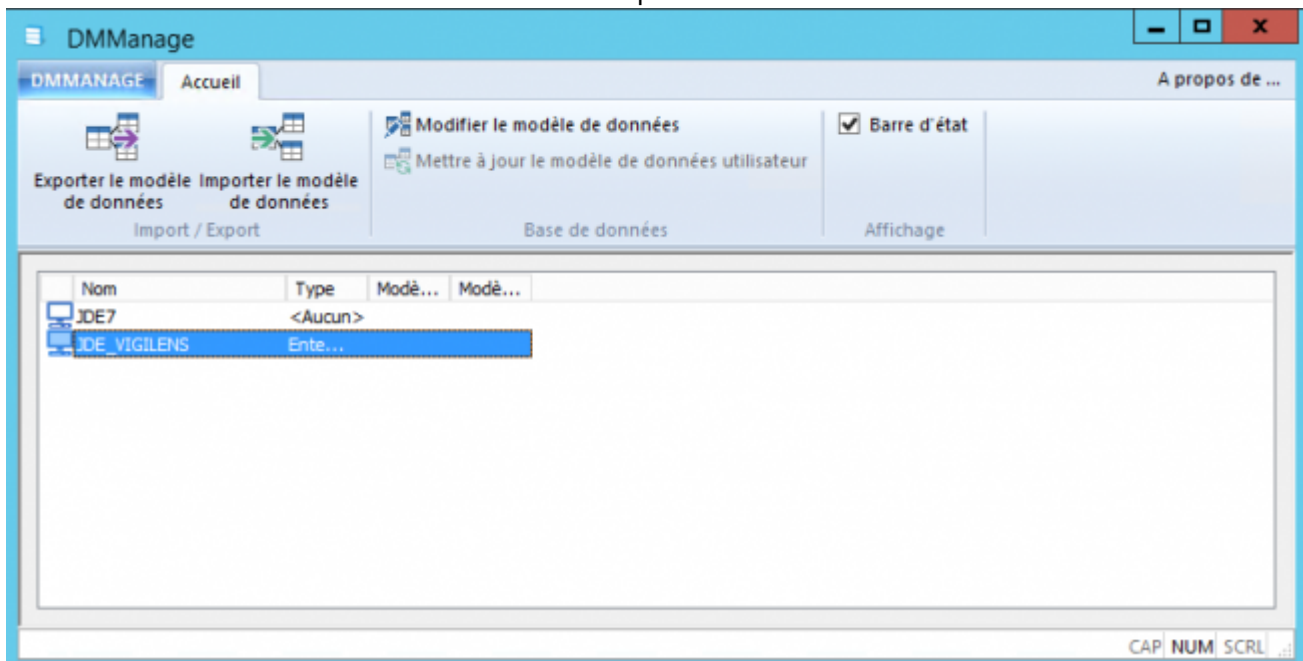 DMManage
DMMANAGE Accueil A propos de ...
Modifier le modèle de données Barre d'état
Mettre à jour le modèle de données utilisateur
Exporter le modèle Importer le modèle
de données de données
Import / Export Base de données Affichage
Nom Type Modè... Modè...
JDE7 <Aucun>
JDE_VIGILENS Ente...
CAP NUM SCRL